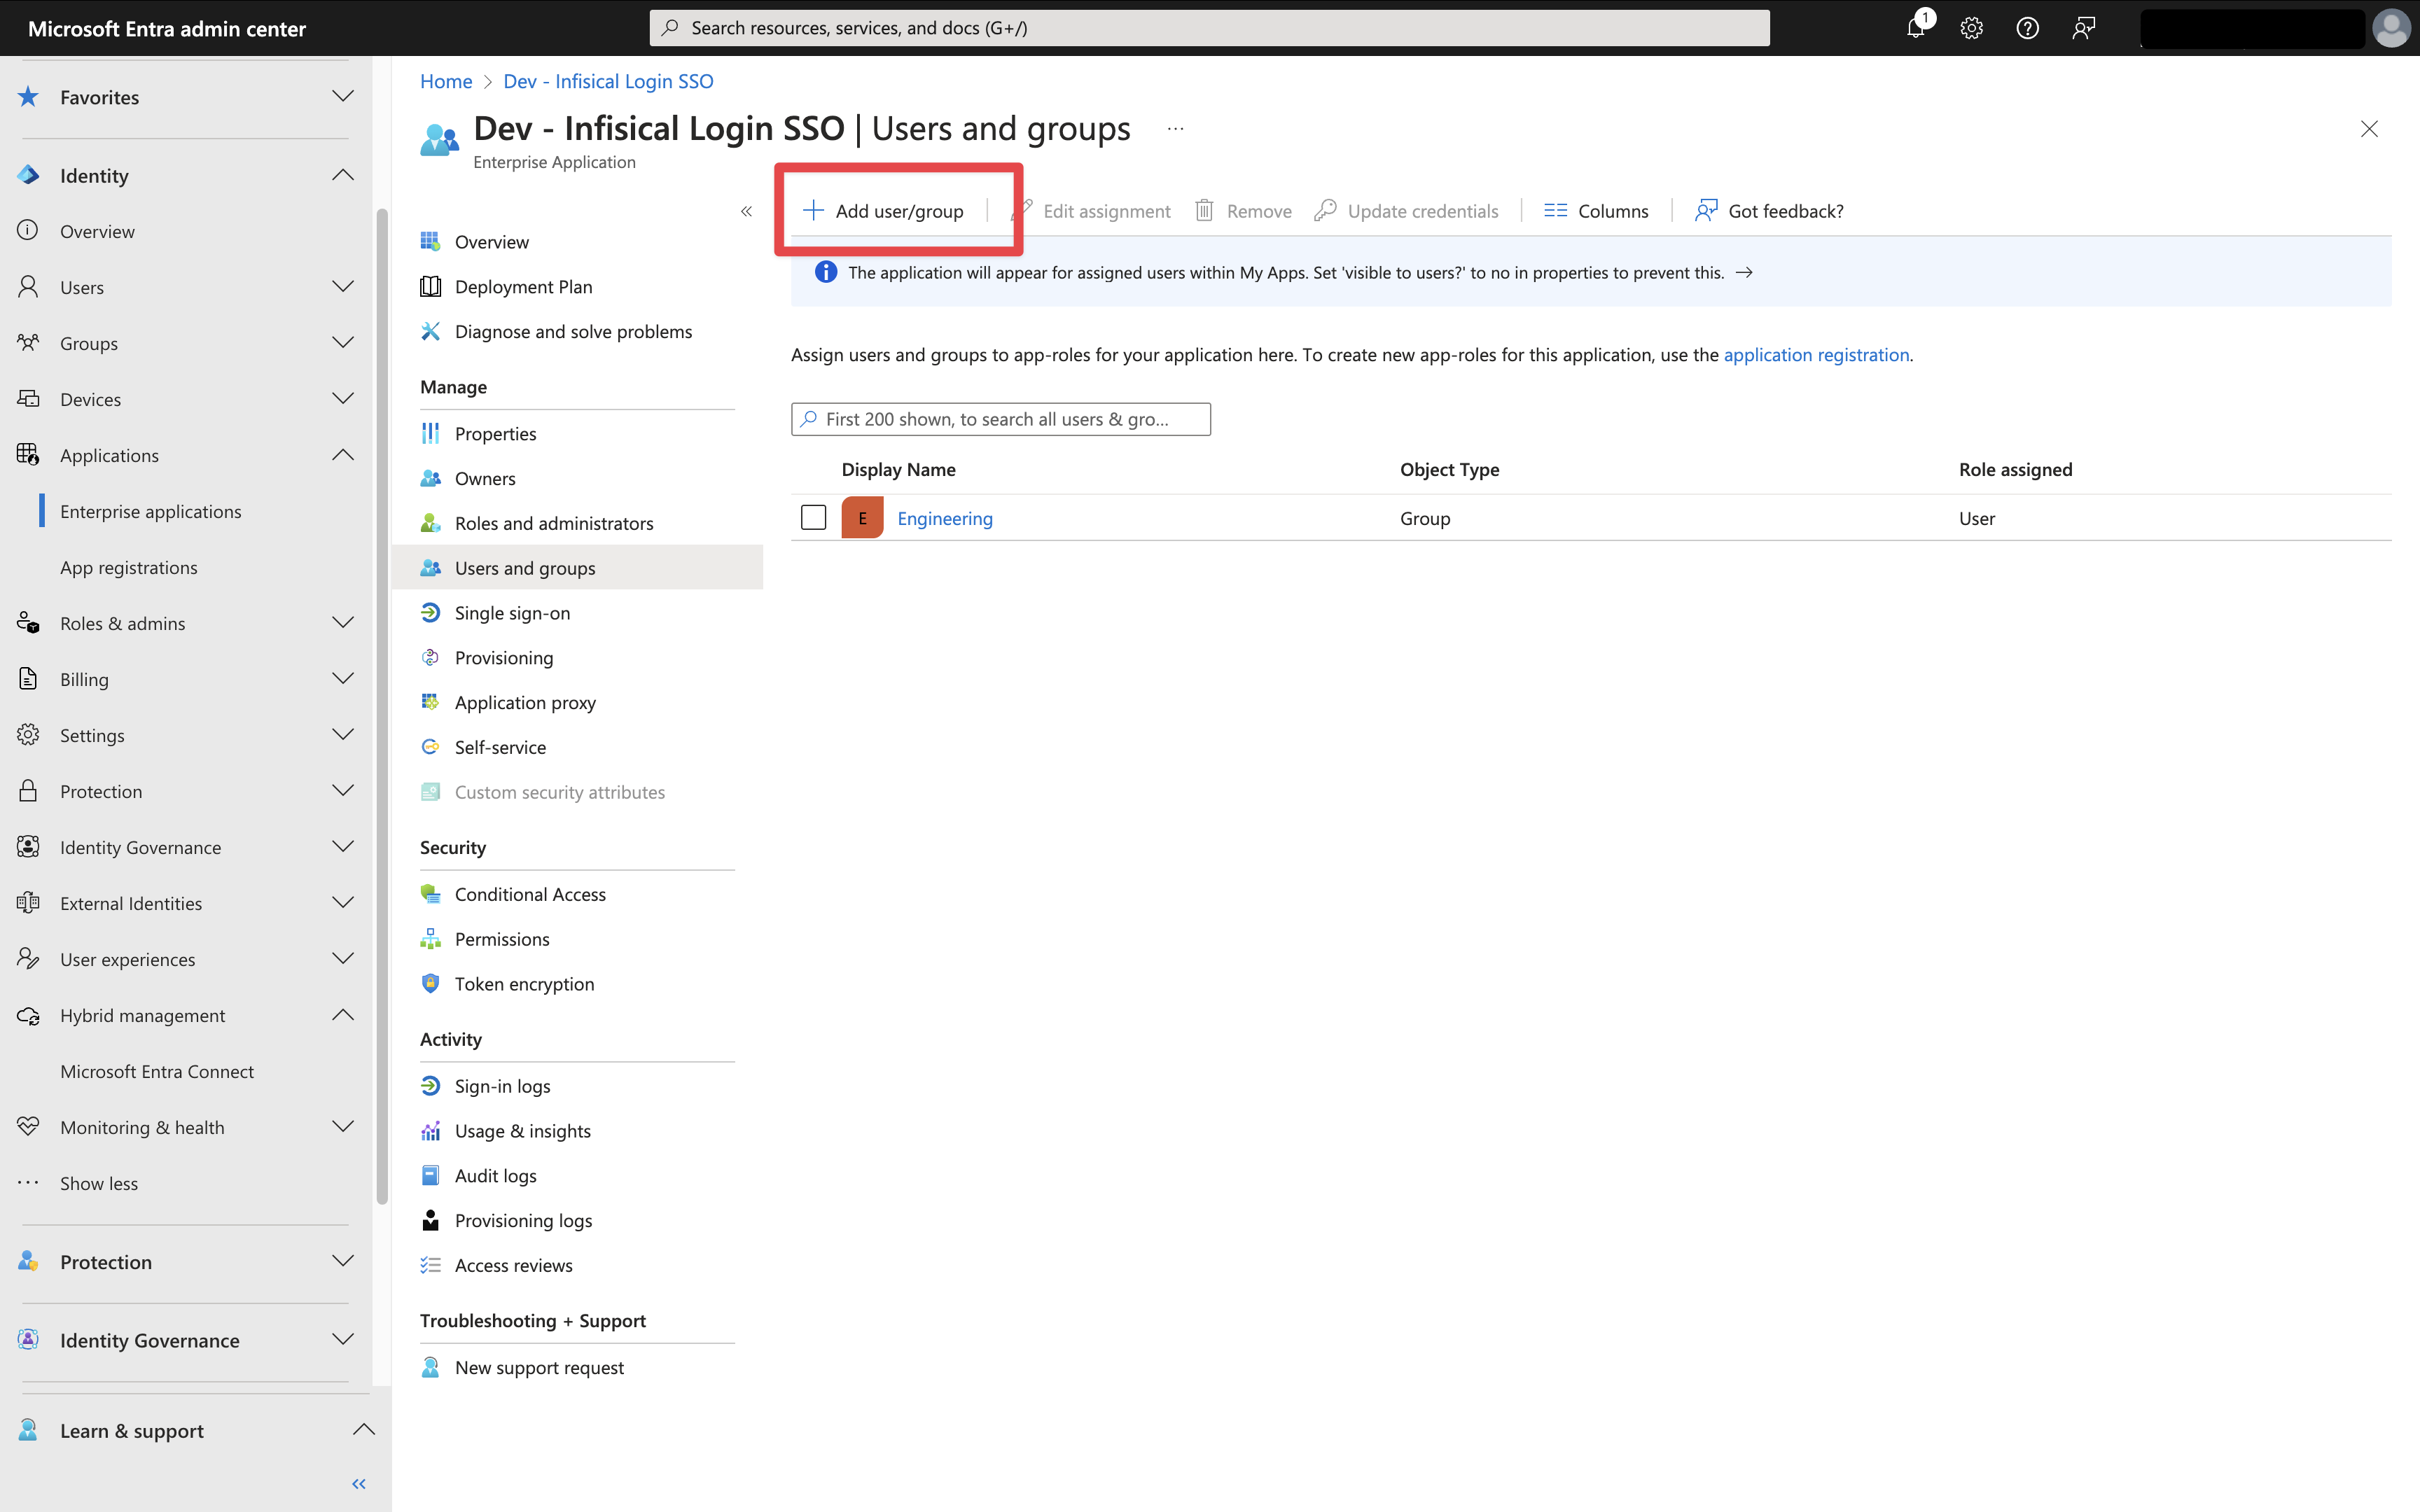 Microsoft Entra admin center
Search resources, services, and docs (G+/)
1
Favorites
Identity
Overview
Users
Groups
Devices
Applications
Enterprise applications
App registrations
Roles & admins
Billing
Settings
Protection
Identity Governance
External Identities
User experiences
Hybrid management
Microsoft Entra Connect
Monitoring & health
Show less
Protection
Identity Governance
Learn & support
Home > Dev - Infisical Login SSO
Dev - Infisical Login SSO | Users and groups
Enterprise Application
Overview
Deployment Plan
Diagnose and solve problems
Manage
Properties
Owners
Roles and administrators
Users and groups
Single sign-on
Provisioning
Application proxy
Self-service
Custom security attributes
Security
Conditional Access
Permissions
Token encryption
Activity
Sign-in logs
Usage & insights
Audit logs
Provisioning logs
Access reviews
Troubleshooting + Support
New support request
Add user/group Edit assignment Remove Update credentials Columns Got feedback?
The application will appear for assigned users within My Apps. Set 'visible to users?' to no in properties to prevent this. →
Assign users and groups to app-roles for your application here. To create new app-roles for this application, use the application registration.
First 200 shown, to search all users & gro...
Display Name Object Type Role assigned
E Engineering Group User